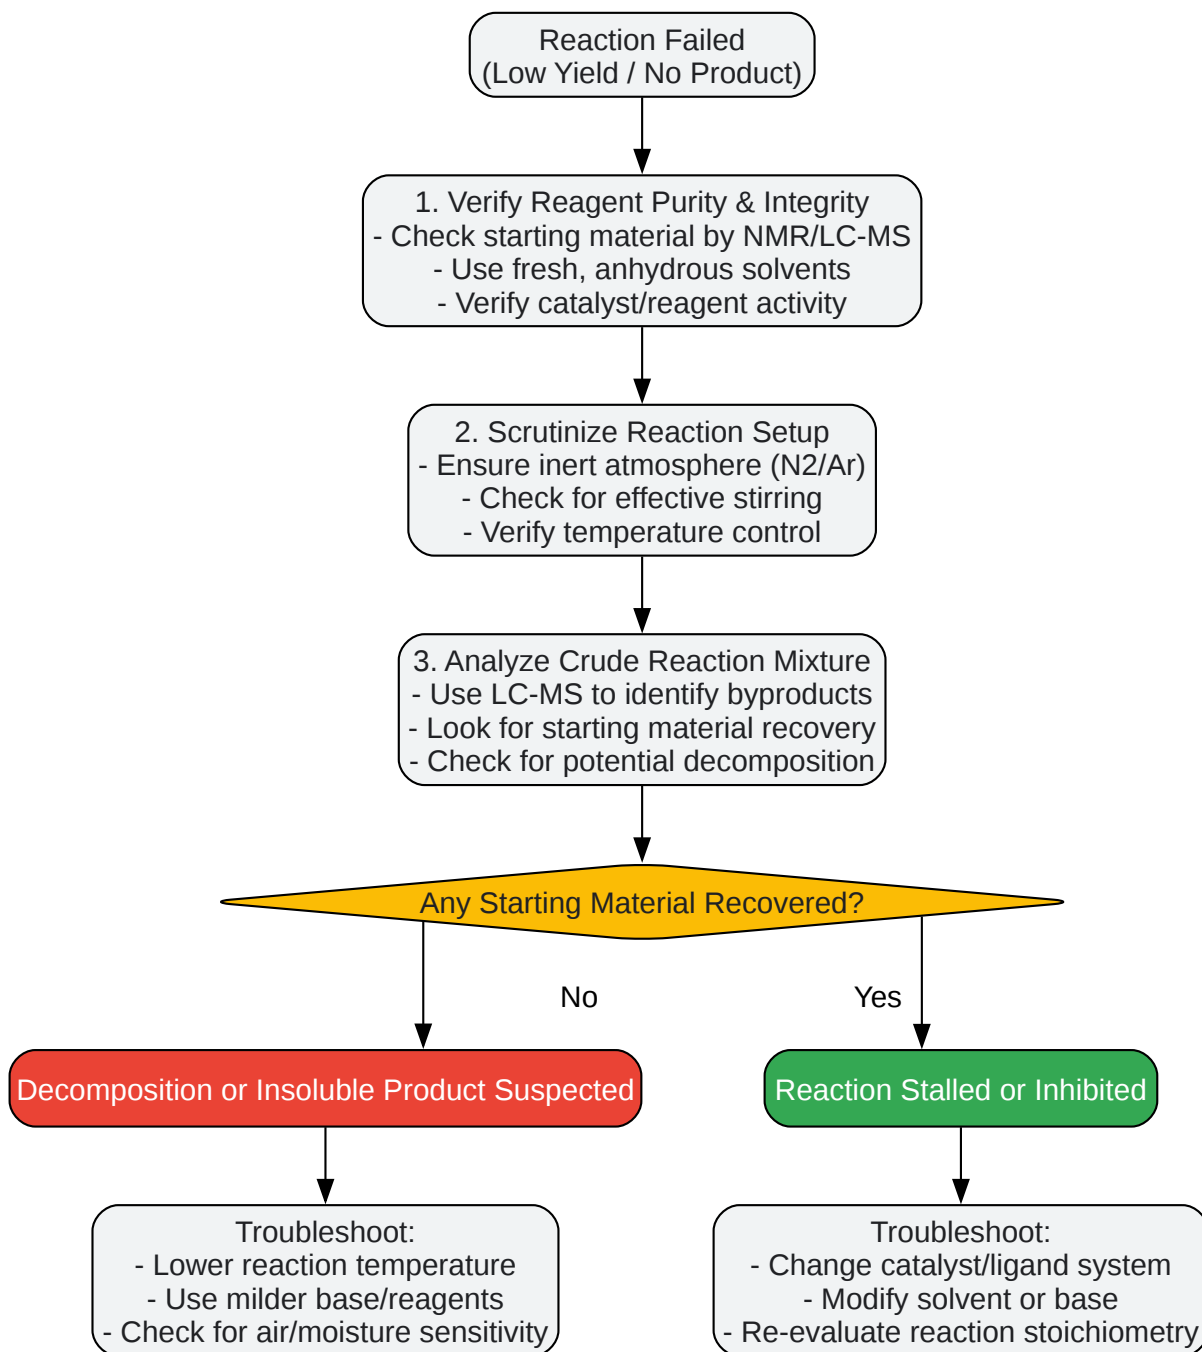 Reaction Failed
(Low Yield / No Product)
1. Verify Reagent Purity & Integrity
- Check starting material by NMR/LC-MS
- Use fresh, anhydrous solvents
- Verify catalyst/reagent activity
2. Scrutinize Reaction Setup
- Ensure inert atmosphere (N2/Ar)
- Check for effective stirring
- Verify temperature control
3. Analyze Crude Reaction Mixture
- Use LC-MS to identify byproducts
- Look for starting material recovery
- Check for potential decomposition
Any Starting Material Recovered?
No
Yes
Decomposition or Insoluble Product Suspected
Reaction Stalled or Inhibited
Troubleshoot:
- Lower reaction temperature
- Use milder base/reagents
- Check for air/moisture sensitivity
Troubleshoot:
- Change catalyst/ligand system
- Modify solvent or base
- Re-evaluate reaction stoichiometry